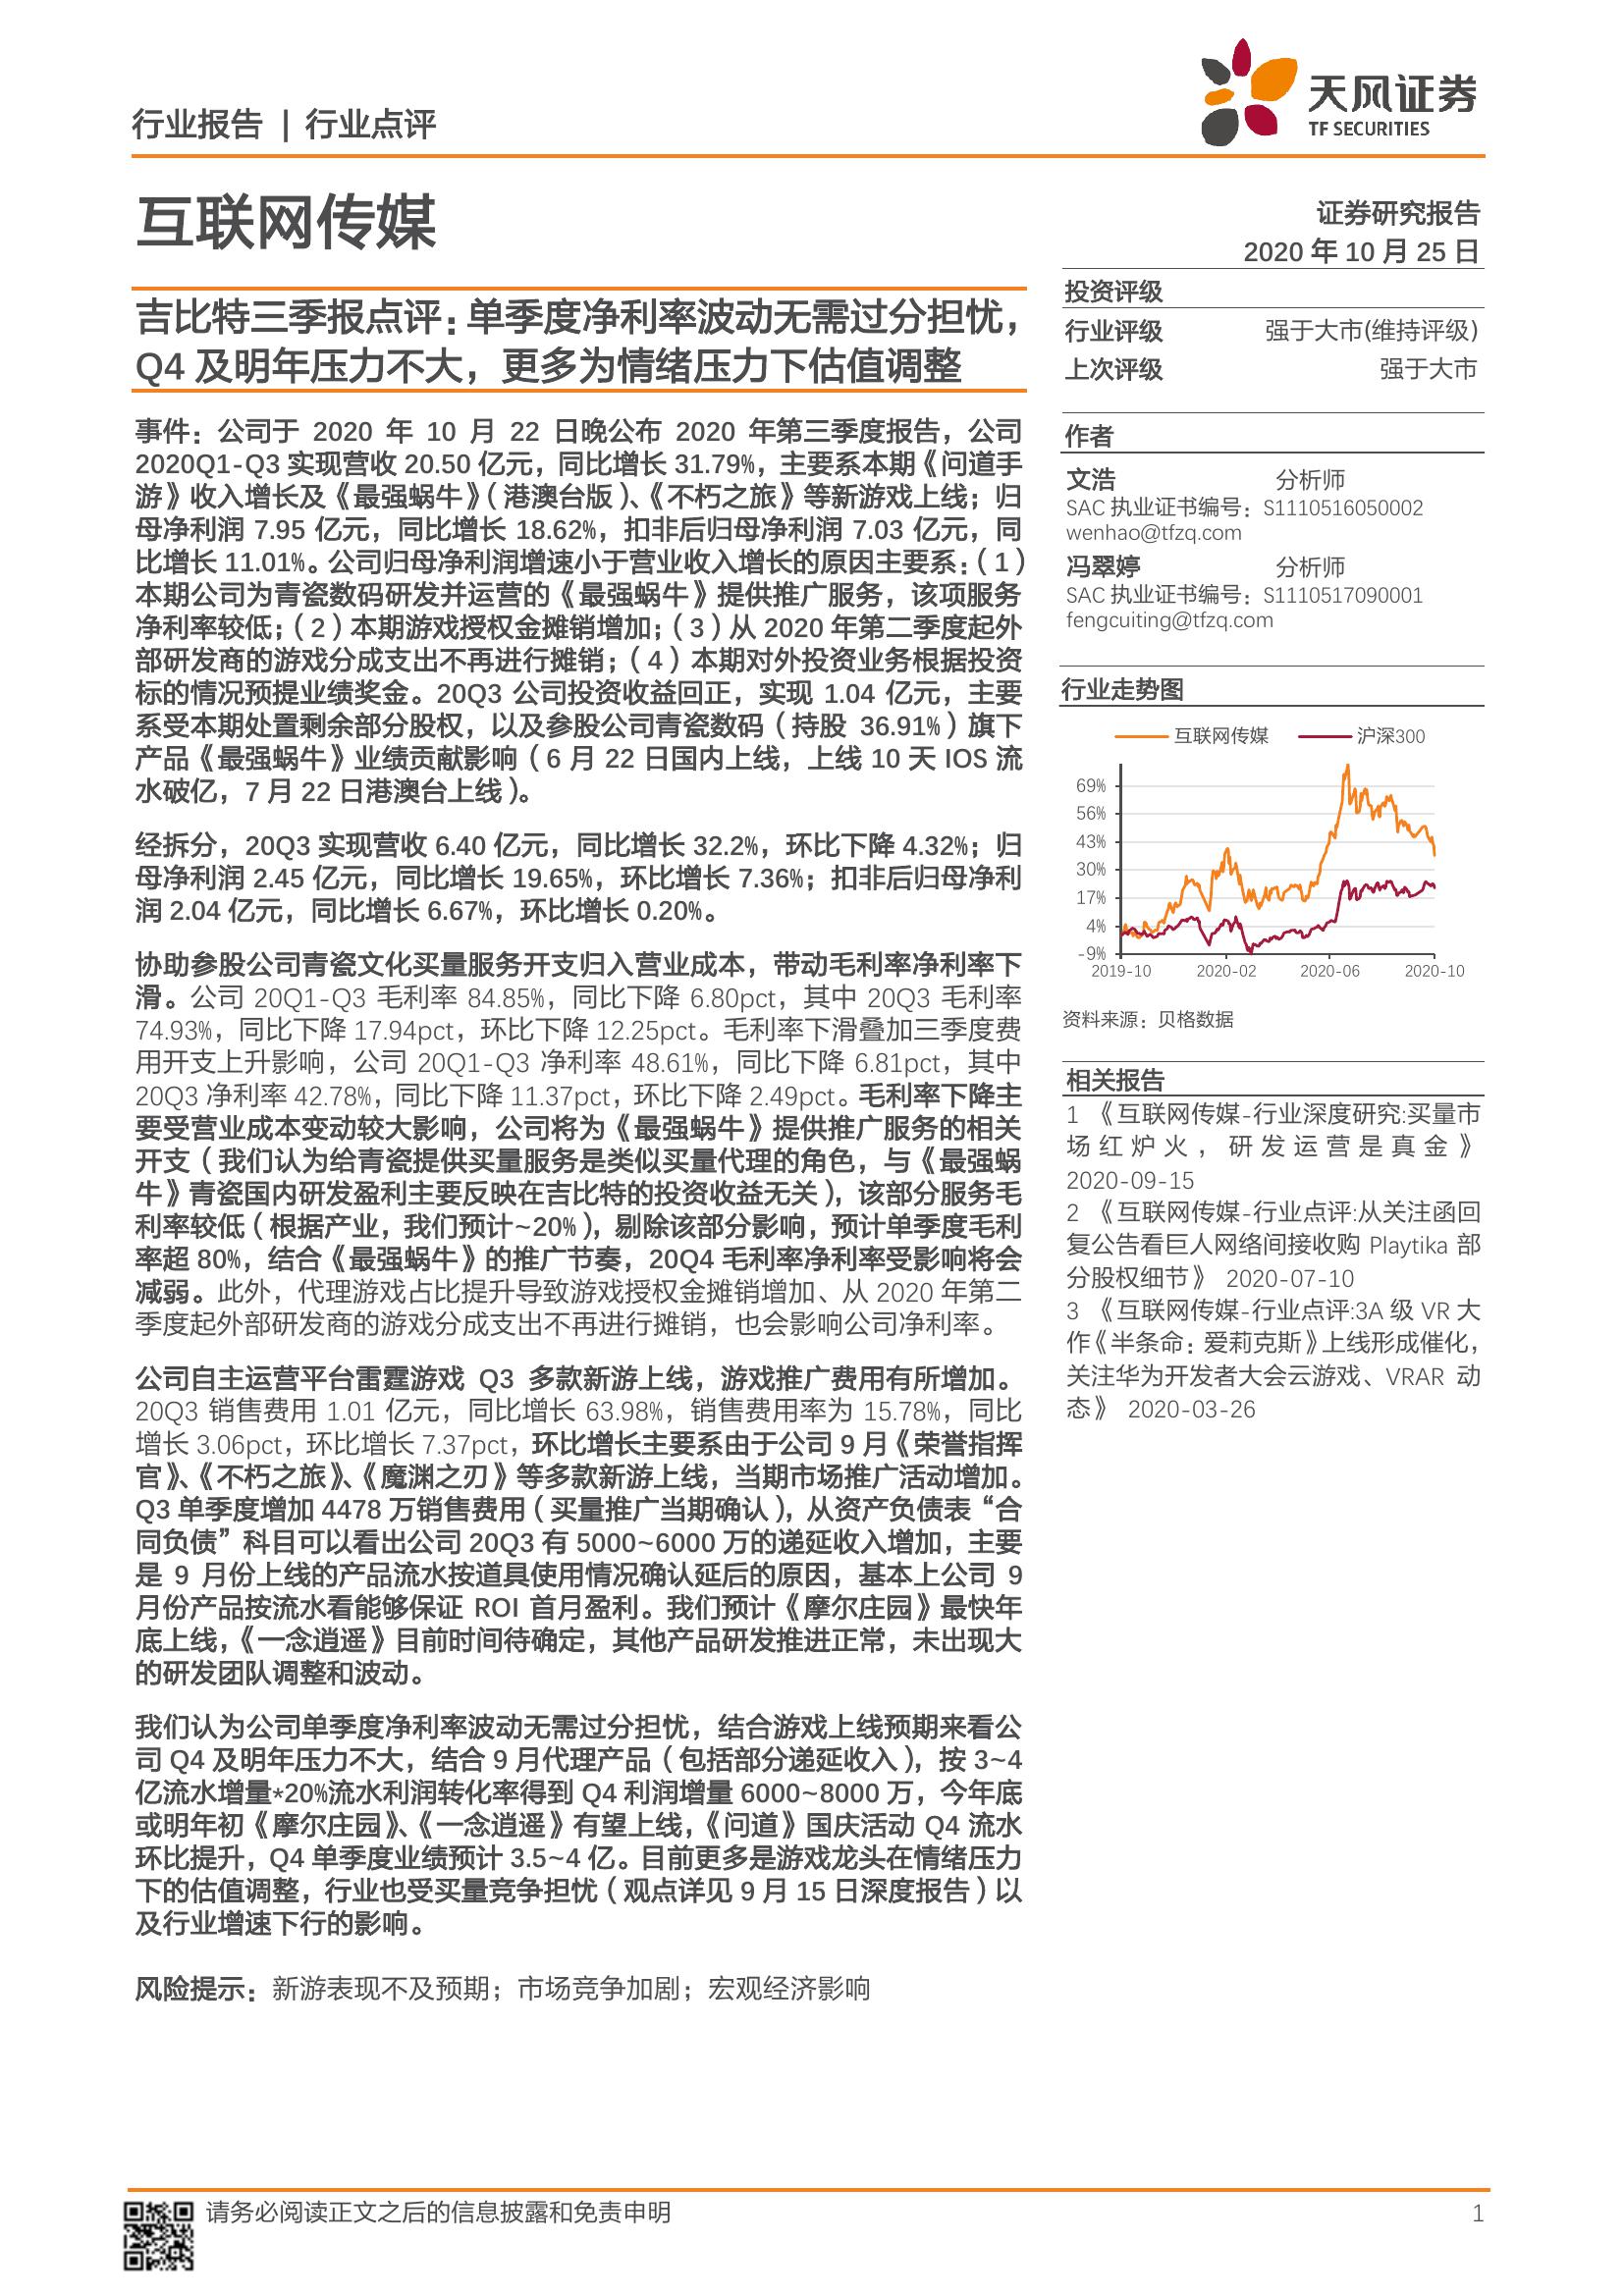 行业报告 | 行业点评
天风证券
TF SECURITIES
互联网传媒
证券研究报告
2020 年 10 月 25 日
吉比特三季报点评：单季度净利率波动无需过分担忧，
Q4 及明年压力不大，更多为情绪压力下估值调整
事件：公司于 2020 年 10 月 22 日晚公布 2020 年第三季度报告，公司
2020Q1-Q3 实现营收 20.50 亿元，同比增长 31.79%，主要系本期《问道手
游》收入增长及《最强蜗牛》（港澳台版）、《不朽之旅》等新游戏上线；归
母净利润 7.95 亿元，同比增长 18.62%，扣非后归母净利润 7.03 亿元，同
比增长 11.01%。公司归母净利润增速小于营业收入增长的原因主要系：（1）
本期公司为青瓷数码研发并运营的《最强蜗牛》提供推广服务，该项服务
净利率较低；（2）本期游戏授权金摊销增加；（3）从 2020 年第二季度起外
部研发商的游戏分成支出不再进行摊销；（4）本期对外投资业务根据投资
标的情况预提业绩奖金。20Q3 公司投资收益回正，实现 1.04 亿元，主要
系受本期处置剩余部分股权，以及参股公司青瓷数码（持股 36.91%）旗下
产品《最强蜗牛》业绩贡献影响（6 月 22 日国内上线，上线 10 天 IOS 流
水破亿，7 月 22 日港澳台上线）。
经拆分，20Q3 实现营收 6.40 亿元，同比增长 32.2%，环比下降 4.32%；归
母净利润 2.45 亿元，同比增长 19.65%，环比增长 7.36%；扣非后归母净利
润 2.04 亿元，同比增长 6.67%，环比增长 0.20%。
协助参股公司青瓷文化买量服务开支归入营业成本，带动毛利率净利率下
滑。公司 20Q1-Q3 毛利率 84.85%，同比下降 6.80pct，其中 20Q3 毛利率
74.93%，同比下降 17.94pct，环比下降 12.25pct。毛利率下滑叠加三季度费
用开支上升影响，公司 20Q1-Q3 净利率 48.61%，同比下降 6.81pct，其中
20Q3 净利率 42.78%，同比下降 11.37pct，环比下降 2.49pct。毛利率下降主
要受营业成本变动较大影响，公司将为《最强蜗牛》提供推广服务的相关
开支（我们认为给青瓷提供买量服务是类似买量代理的角色，与《最强蜗
牛》青瓷国内研发盈利主要反映在吉比特的投资收益无关），该部分服务毛
利率较低（根据产业，我们预计~20%），剔除该部分影响，预计单季度毛利
率超 80%，结合《最强蜗牛》的推广节奏，20Q4 毛利率净利率受影响将会
减弱。此外，代理游戏占比提升导致游戏授权金摊销增加、从 2020 年第二
季度起外部研发商的游戏分成支出不再进行摊销，也会影响公司净利率。
公司自主运营平台雷霆游戏 Q3 多款新游上线，游戏推广费用有所增加。
20Q3 销售费用 1.01 亿元，同比增长 63.98%，销售费用率为 15.78%，同比
增长 3.06pct，环比增长 7.37pct，环比增长主要系由于公司 9 月《荣誉指挥
官》、《不朽之旅》、《魔渊之刃》等多款新游上线，当期市场推广活动增加。
Q3 单季度增加 4478 万销售费用（买量推广当期确认），从资产负债表“合
同负债”科目可以看出公司 20Q3 有 5000~6000 万的递延收入增加，主要
是 9 月份上线的产品流水按道具使用情况确认延后的原因，基本上公司 9
月份产品按流水看能够保证 ROI 首月盈利。我们预计《摩尔庄园》最快年
底上线，《一念逍遥》目前时间待确定，其他产品研发推进正常，未出现大
的研发团队调整和波动。
我们认为公司单季度净利率波动无需过分担忧，结合游戏上线预期来看公
司 Q4 及明年压力不大，结合 9 月代理产品（包括部分递延收入），按 3~4
亿流水增量*20%流水利润转化率得到 Q4 利润增量 6000~8000 万，今年底
或明年初《摩尔庄园》、《一念逍遥》有望上线，《问道》国庆活动 Q4 流水
环比提升，Q4 单季度业绩预计 3.5~4 亿。目前更多是游戏龙头在情绪压力
下的估值调整，行业也受买量竞争担忧（观点详见 9 月 15 日深度报告）以
及行业增速下行的影响。
风险提示：新游表现不及预期；市场竞争加剧；宏观经济影响
投资评级
行业评级 强于大市(维持评级)
上次评级 强于大市
作者
文浩 分析师
SAC 执业证书编号：S1110516050002
wenhao@tfzq.com
冯翠婷 分析师
SAC 执业证书编号：S1110517090001
fengcuiting@tfzq.com
行业走势图
互联网传媒 沪深300
69%
56%
43%
30%
17%
4%
-9%
2019-10 2020-02 2020-06 2020-10
资料来源：贝格数据
相关报告
1 《互联网传媒-行业深度研究:买量市
场红炉火，研发运营是真金》
2020-09-15
2 《互联网传媒-行业点评:从关注函回
复公告看巨人网络间接收购 Playtika 部
分股权细节》 2020-07-10
3 《互联网传媒-行业点评:3A 级 VR 大
作《半条命：爱莉克斯》上线形成催化，
关注华为开发者大会云游戏、VRAR 动
态》 2020-03-26
请务必阅读正文之后的信息披露和免责申明
1